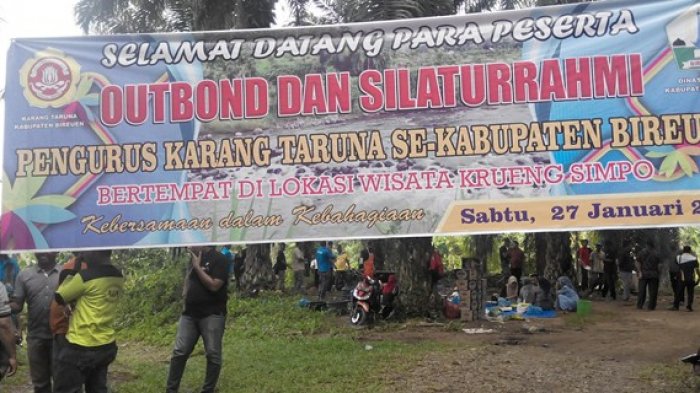 SELAMAT DATANG PARA PESERTA
OUTBOND DAN SILATURRAHMI
KARANG TARUNA
KABUPATEN BIREUEN
PENGURUS KARANG TARUNA SE-KABUPATEN BIREUEN
BERTEMPAT DI LOKASI WISATA KRUENG SIMPO
Kebersamaan dalam Kebahagiaan
Sabtu, 27 Januari 2